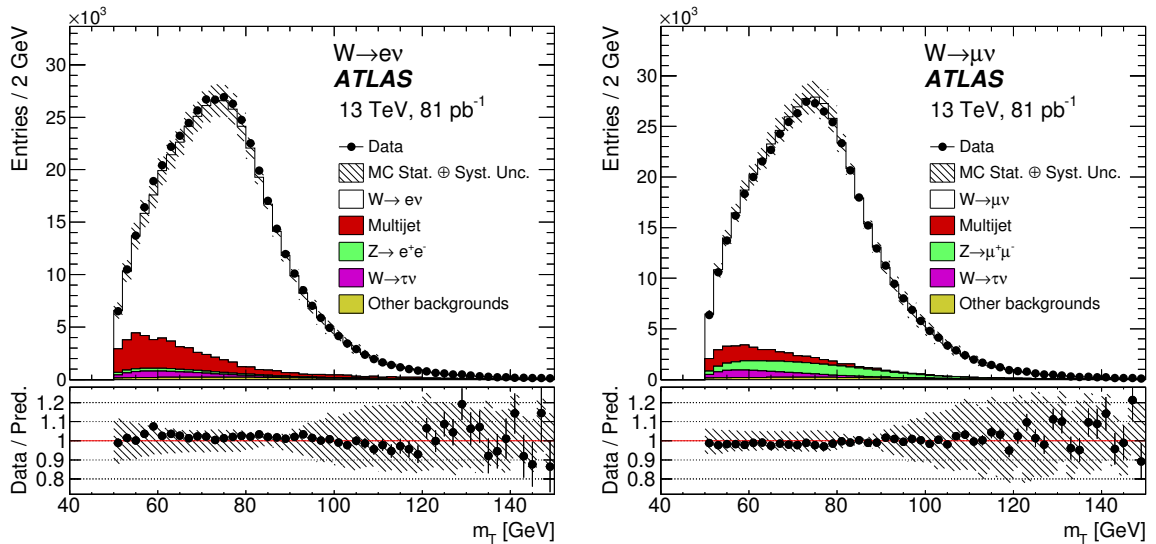 ×10³
Entries / 2 GeV
30
25
20
15
10
5
0
W→eν
ATLAS
13 TeV, 81 pb⁻¹
Data
MC Stat. ⊕ Syst. Unc.
W→ eν
Multijet
Z→ e⁺e⁻
W→τν
Other backgrounds
Data / Pred.
1.2
1.1
1
0.9
0.8
40 60 80 100 120 140
m_T [GeV]
×10³
Entries / 2 GeV
30
25
20
15
10
5
0
W→μν
ATLAS
13 TeV, 81 pb⁻¹
Data
MC Stat. ⊕ Syst. Unc.
W→μν
Multijet
Z→μ⁺μ⁻
W→τν
Other backgrounds
Data / Pred.
1.2
1.1
1
0.9
0.8
40 60 80 100 120 140
m_T [GeV]